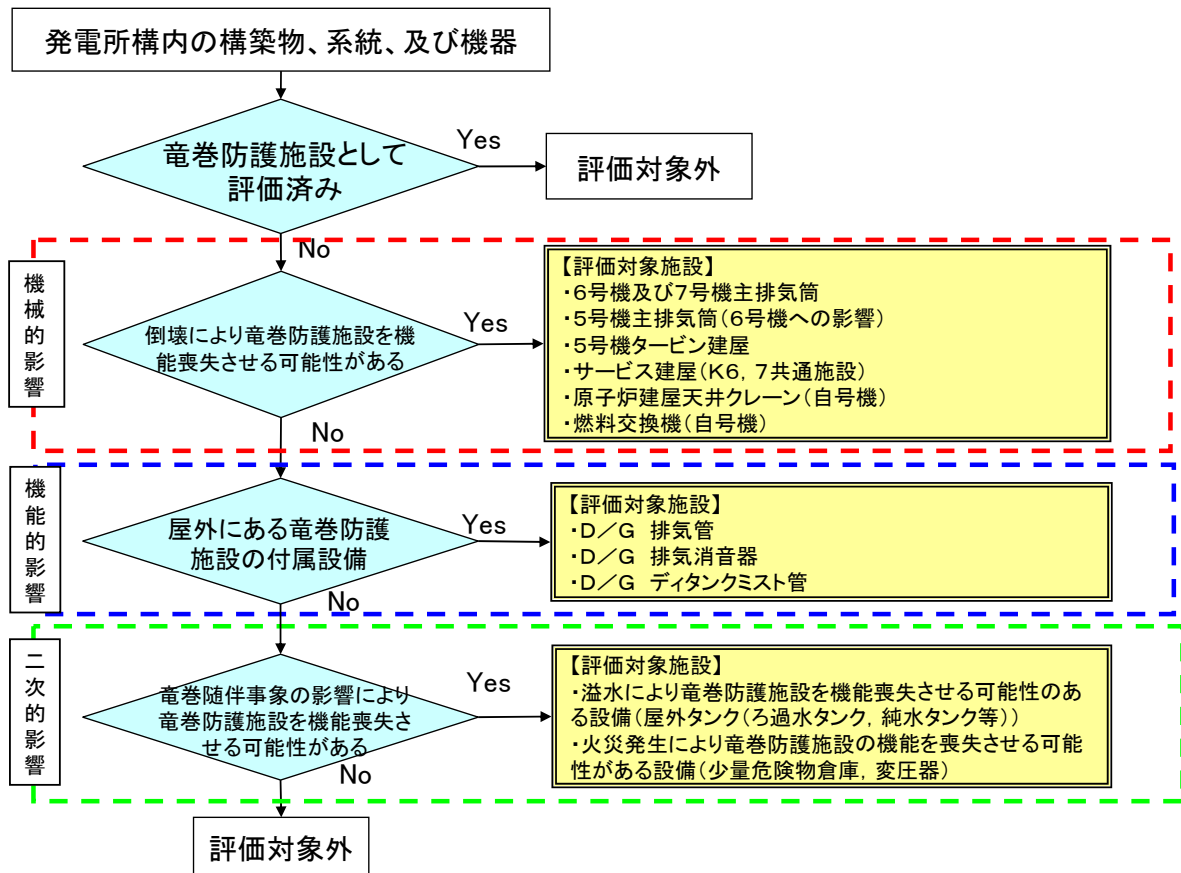 発電所構内の構築物、系統、及び機器
竜巻防護施設として
評価済み
Yes
評価対象外
No
機械的影響
倒壊により竜巻防護施設を機
能喪失させる可能性がある
Yes
【評価対象施設】
・6号機及び7号機主排気筒
・5号機主排気筒(6号機への影響)
・5号機タービン建屋
・サービス建屋(K6，7共通施設)
・原子炉建屋天井クレーン(自号機)
・燃料交換機(自号機)
No
機能的影響
屋外にある竜巻防護
施設の付属設備
Yes
【評価対象施設】
・D／G 排気管
・D／G 排気消音器
・D／G ディタンクミスト管
No
二次的影響
竜巻随伴事象の影響により
竜巻防護施設を機能喪失さ
せる可能性がある
Yes
【評価対象施設】
・溢水により竜巻防護施設を機能喪失させる可能性のあ
る設備(屋外タンク(ろ過水タンク，純水タンク等))
・火災発生により竜巻防護施設の機能を喪失させる可能
性がある設備(少量危険物倉庫，変圧器)
No
評価対象外